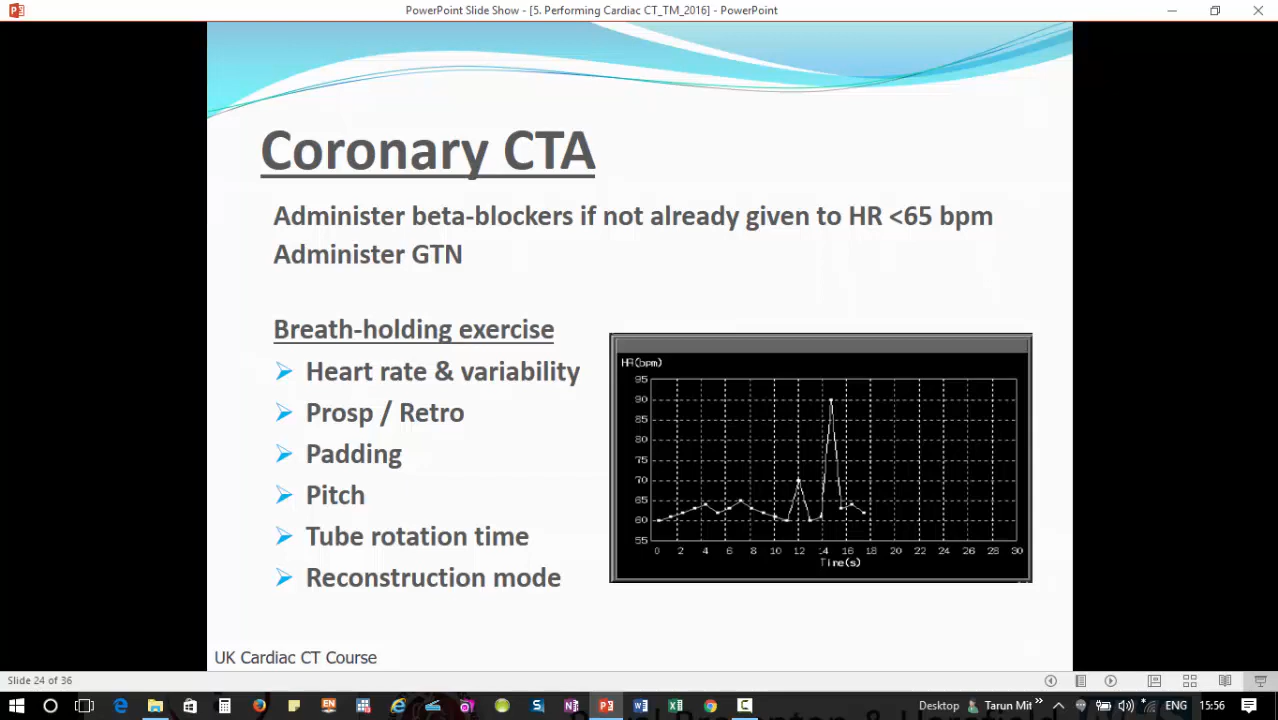 PowerPoint Slide Show - [5. Performing Cardiac CT_TM_2016] - PowerPoint
Coronary CTA
Administer beta-blockers if not already given to HR <65 bpm
Administer GTN
Breath-holding exercise
Heart rate & variability
Prosp / Retro
Padding
Pitch
Tube rotation time
Reconstruction mode
HR(bpm)
95
90
85
80
75
70
65
60
55
0 2 4 6 8 10 12 14 16 18 20 22 24 26 28 30
Time(s)
UK Cardiac CT Course
Slide 24 of 36
Desktop Tarun Mit ENG 15:56